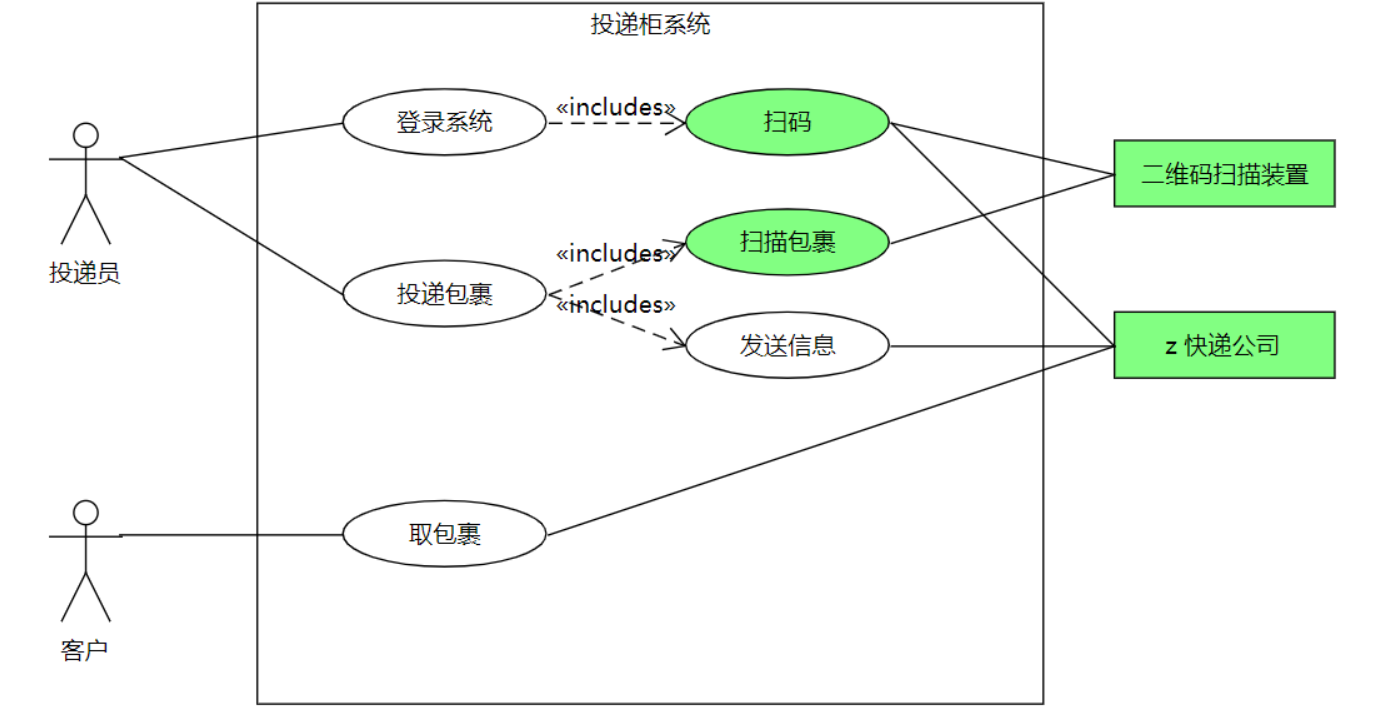 投递柜系统
登录系统
«includes»
扫码
二维码扫描装置
投递员
«includes»
扫描包裹
投递包裹
«includes»
发送信息
z 快递公司
取包裹
客户